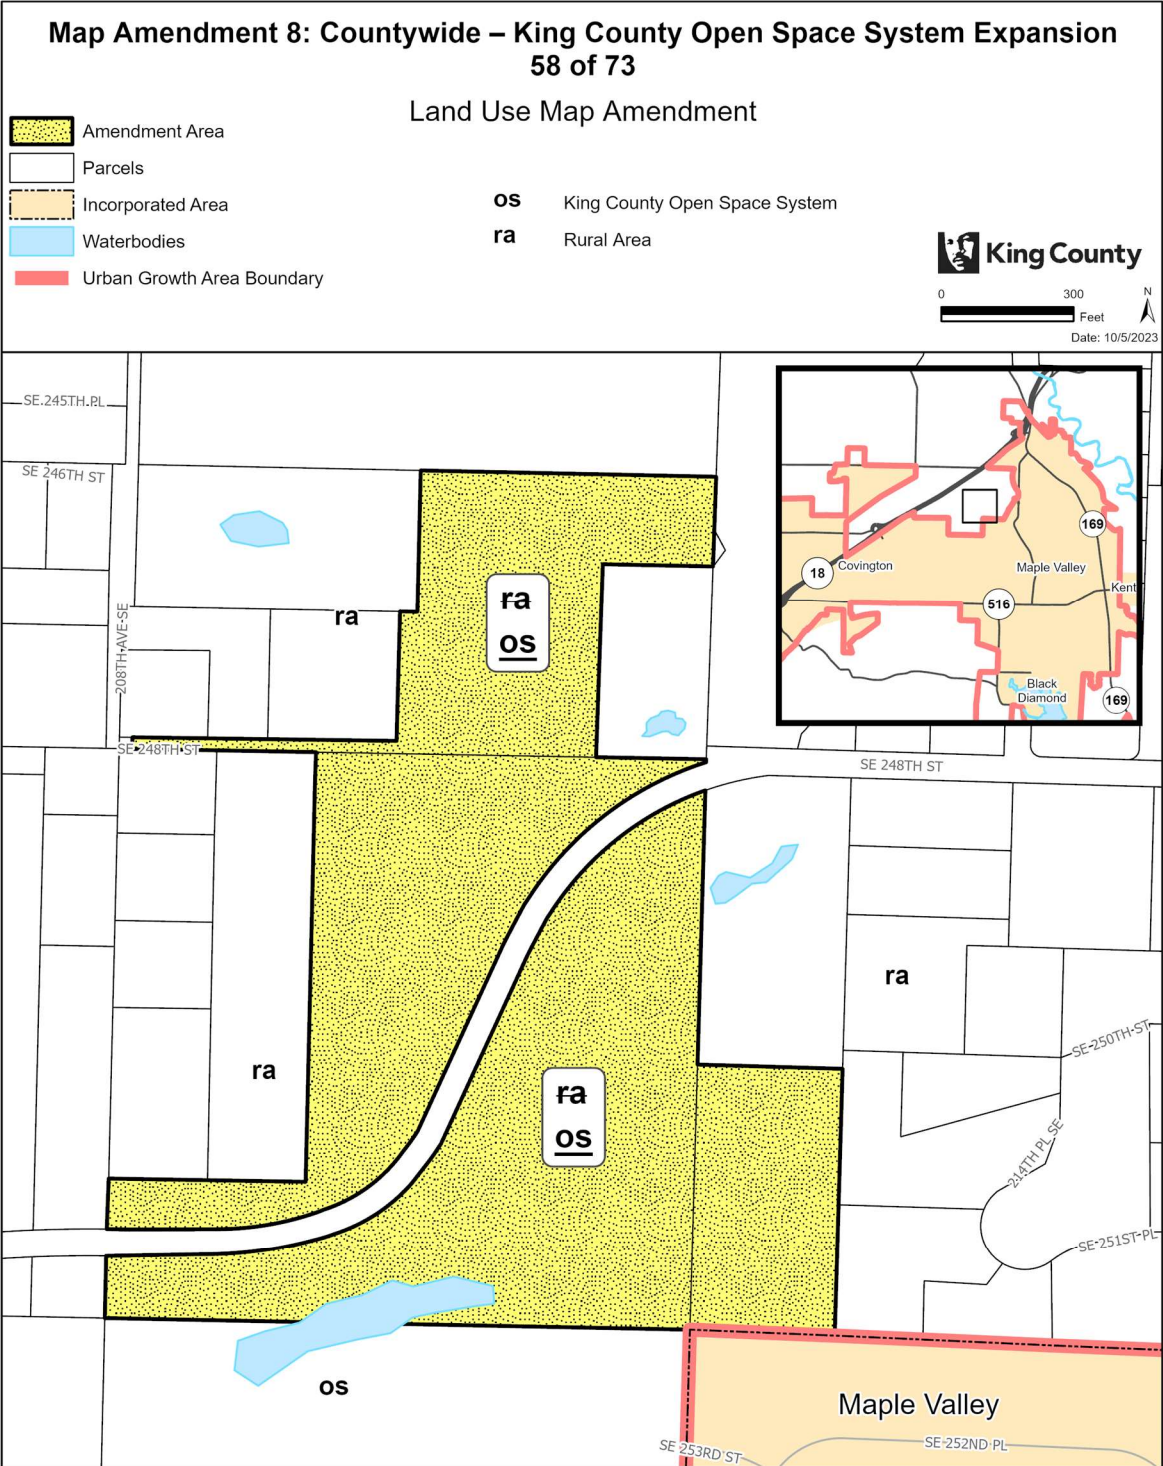 Map Amendment 8: Countywide – King County Open Space System Expansion
58 of 73
Land Use Map Amendment
Amendment Area
Parcels
Incorporated Area
Waterbodies
Urban Growth Area Boundary
os King County Open Space System
ra Rural Area
King County
0 300
Feet
N
Date: 10/5/2023
SE 245TH PL
SE 246TH ST
208TH AVE SE
ra
ra
os
SE 248TH ST
169
18
Covington
Maple Valley
Kent
516
Black
Diamond
169
SE 248TH ST
ra
SE 250TH ST
ra
ra
os
214TH PL SE
SE 251ST PL
os
Maple Valley
SE 253RD ST
SE 252ND PL